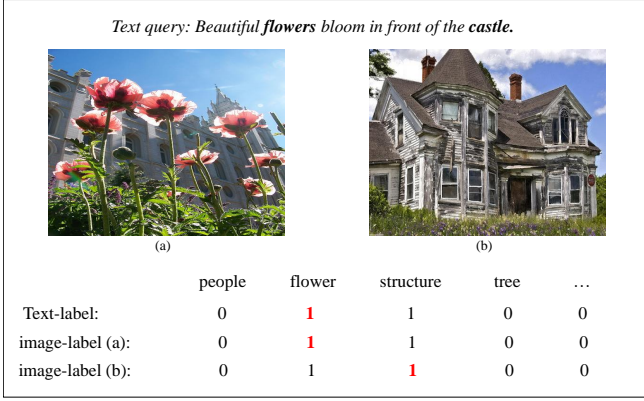 Text query: Beautiful flowers bloom in front of the castle.
(a) (b)
people flower structure tree …
Text-label: 0 1 1 0 0
image-label (a): 0 1 1 0 0
image-label (b): 0 1 1 0 0